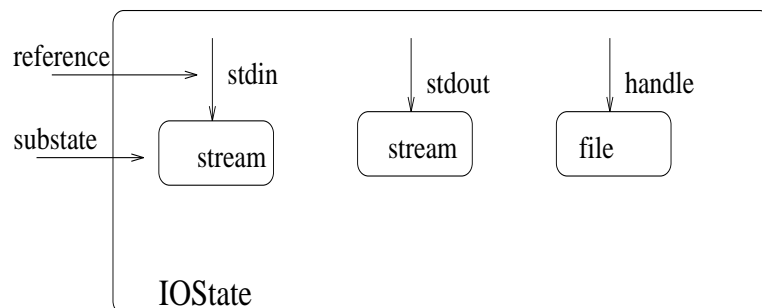 reference
stdin
stdout
handle
substate
stream
stream
file
IOState